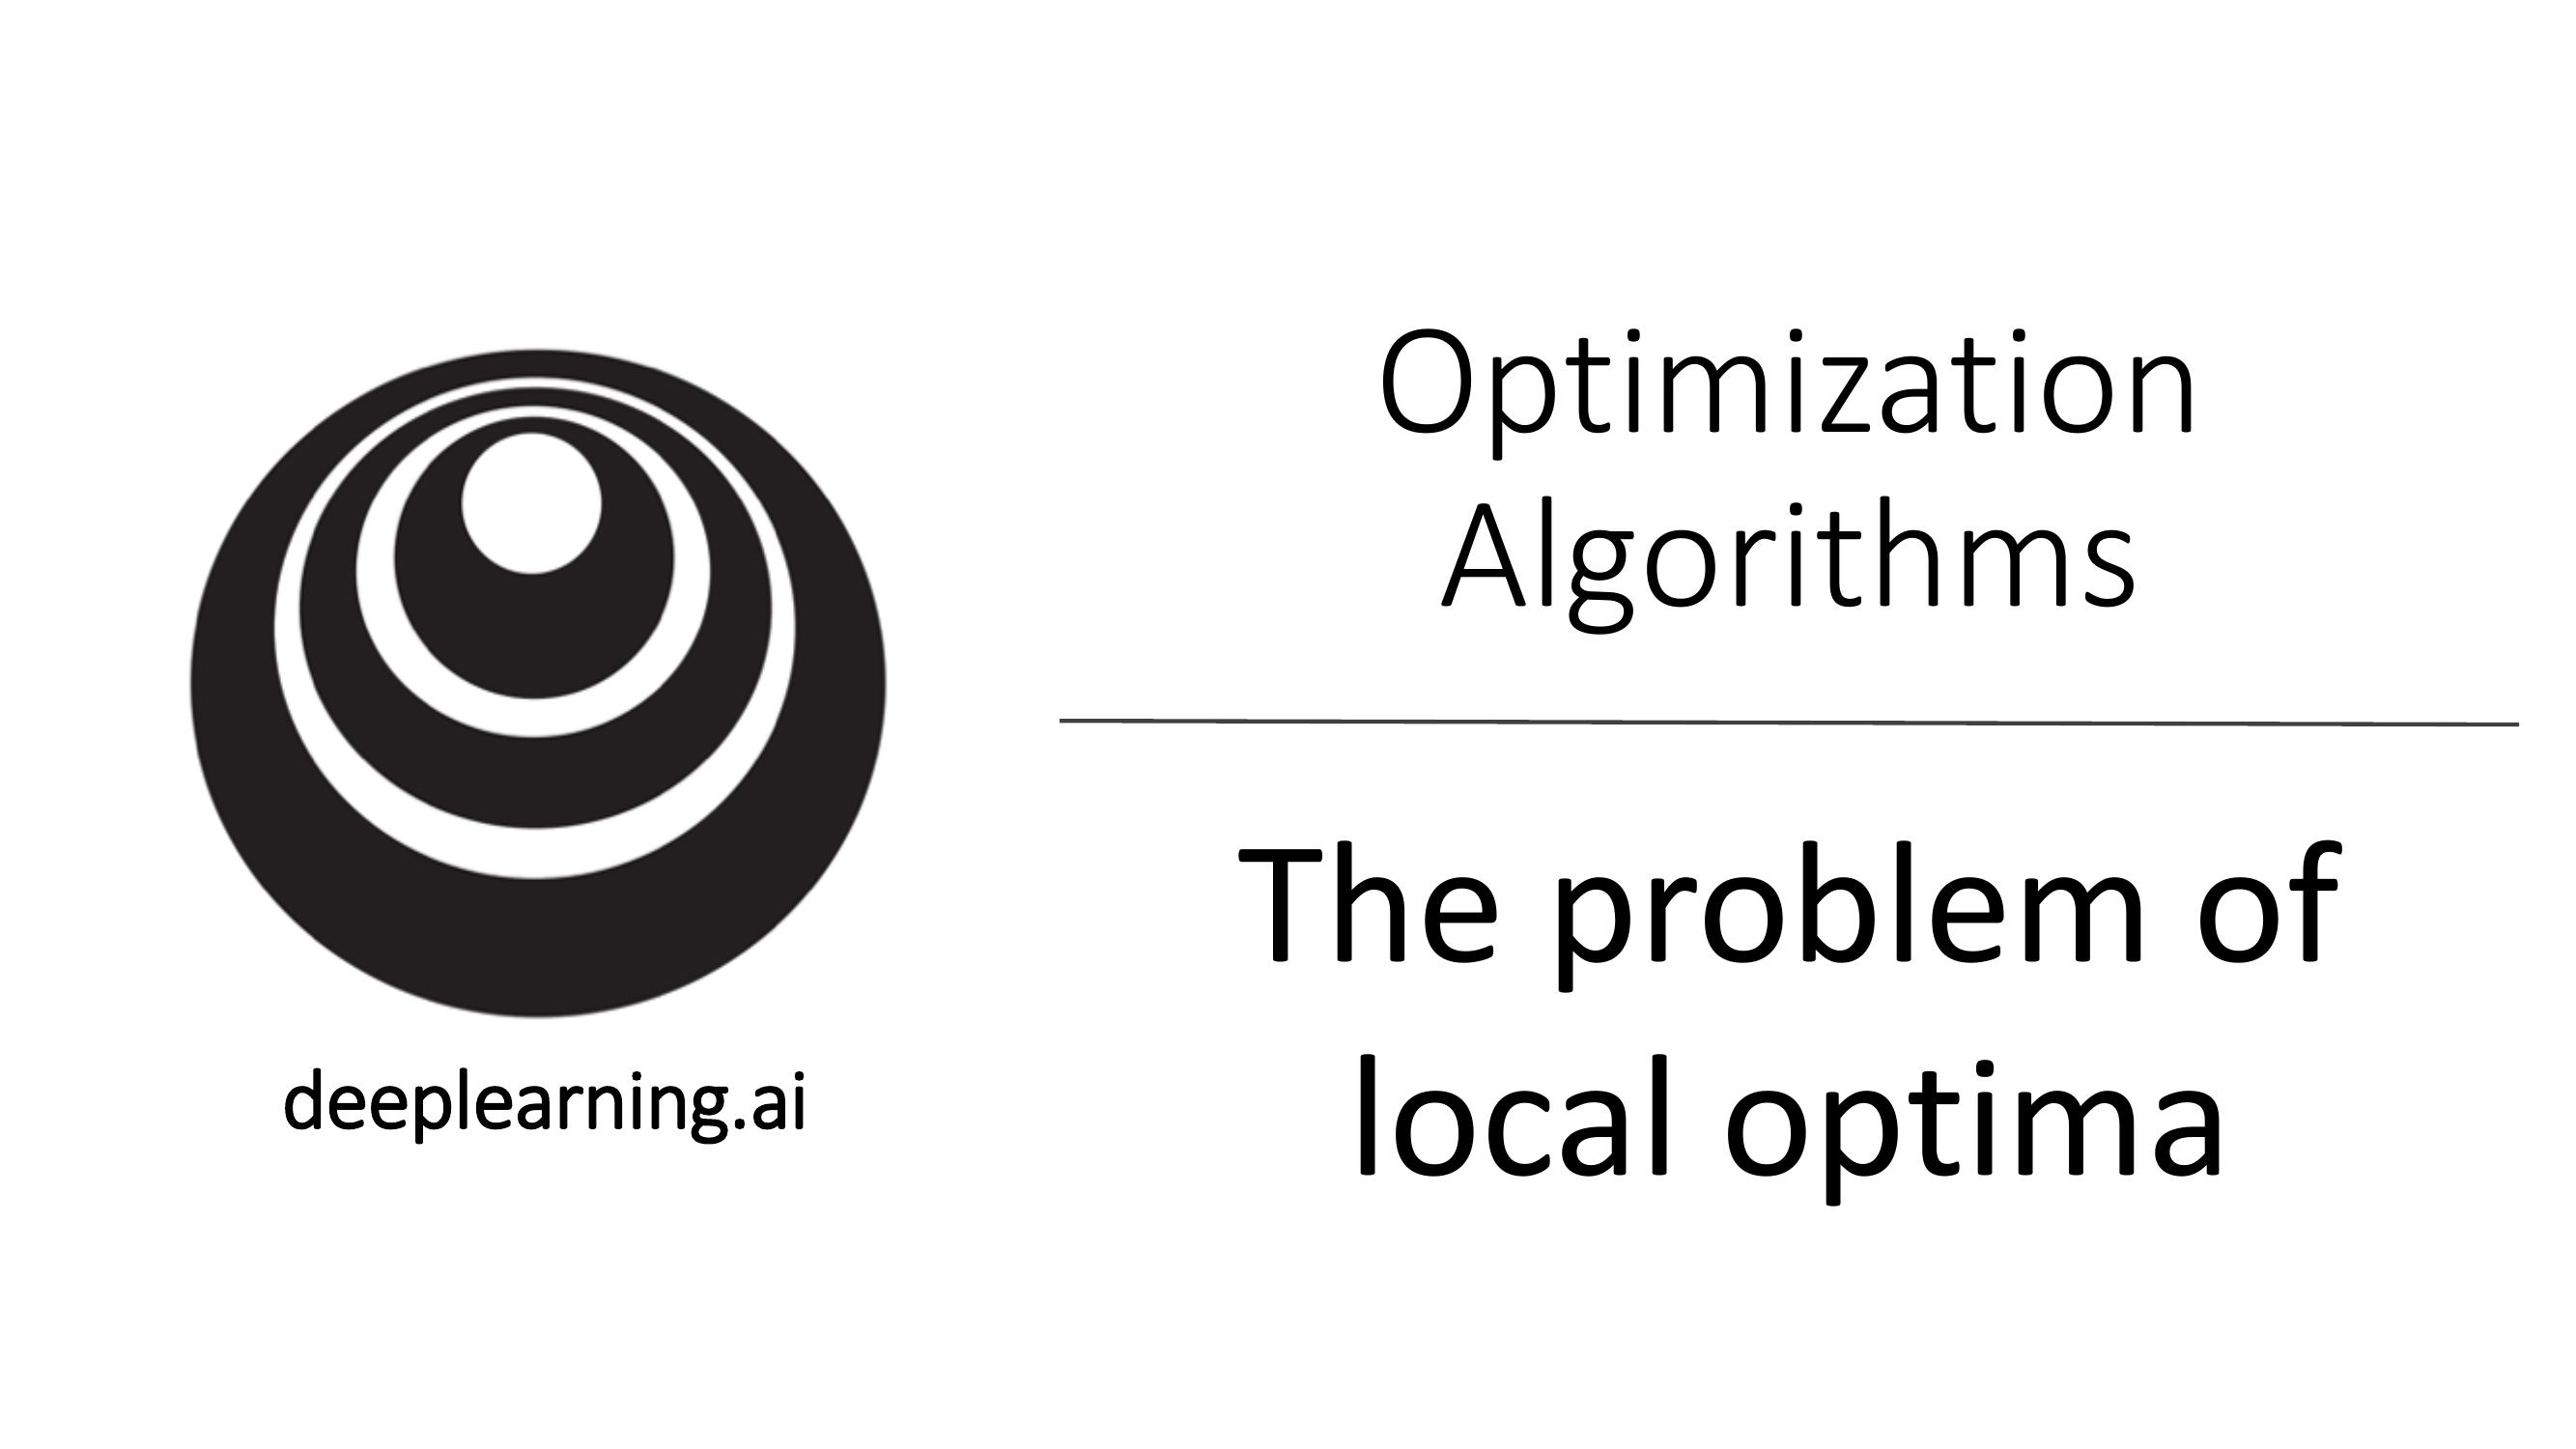 Optimization
Algorithms
The problem of
local optima
deeplearning.ai